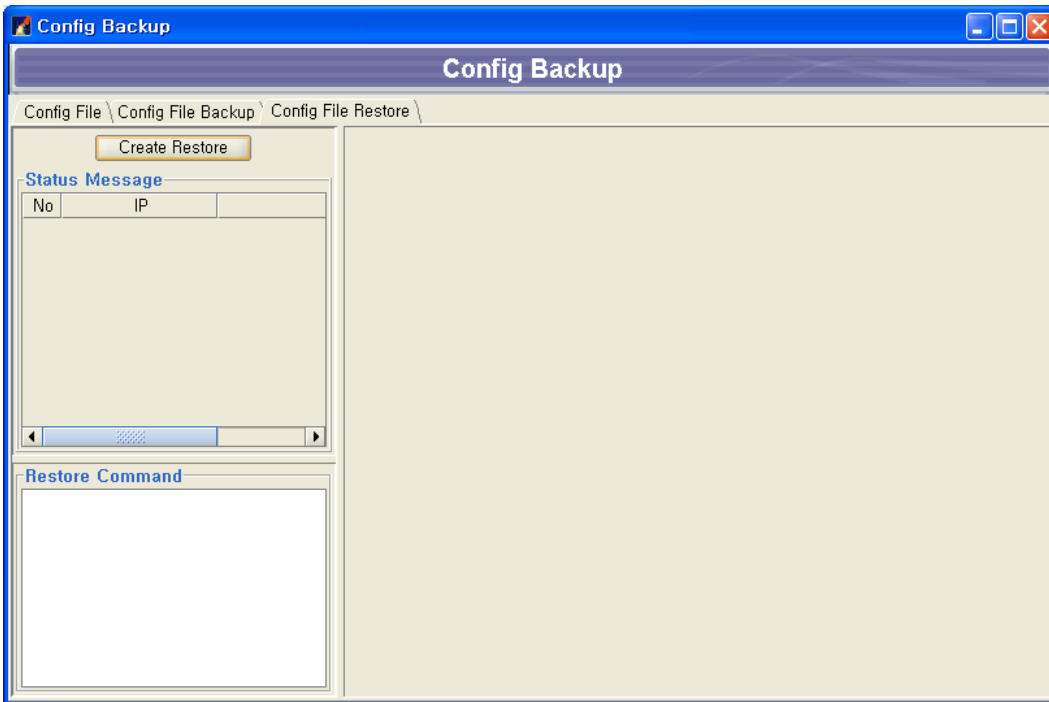 Config Backup
Config Backup
Config File Config File Backup Config File Restore
Create Restore
Status Message
No IP
Restore Command